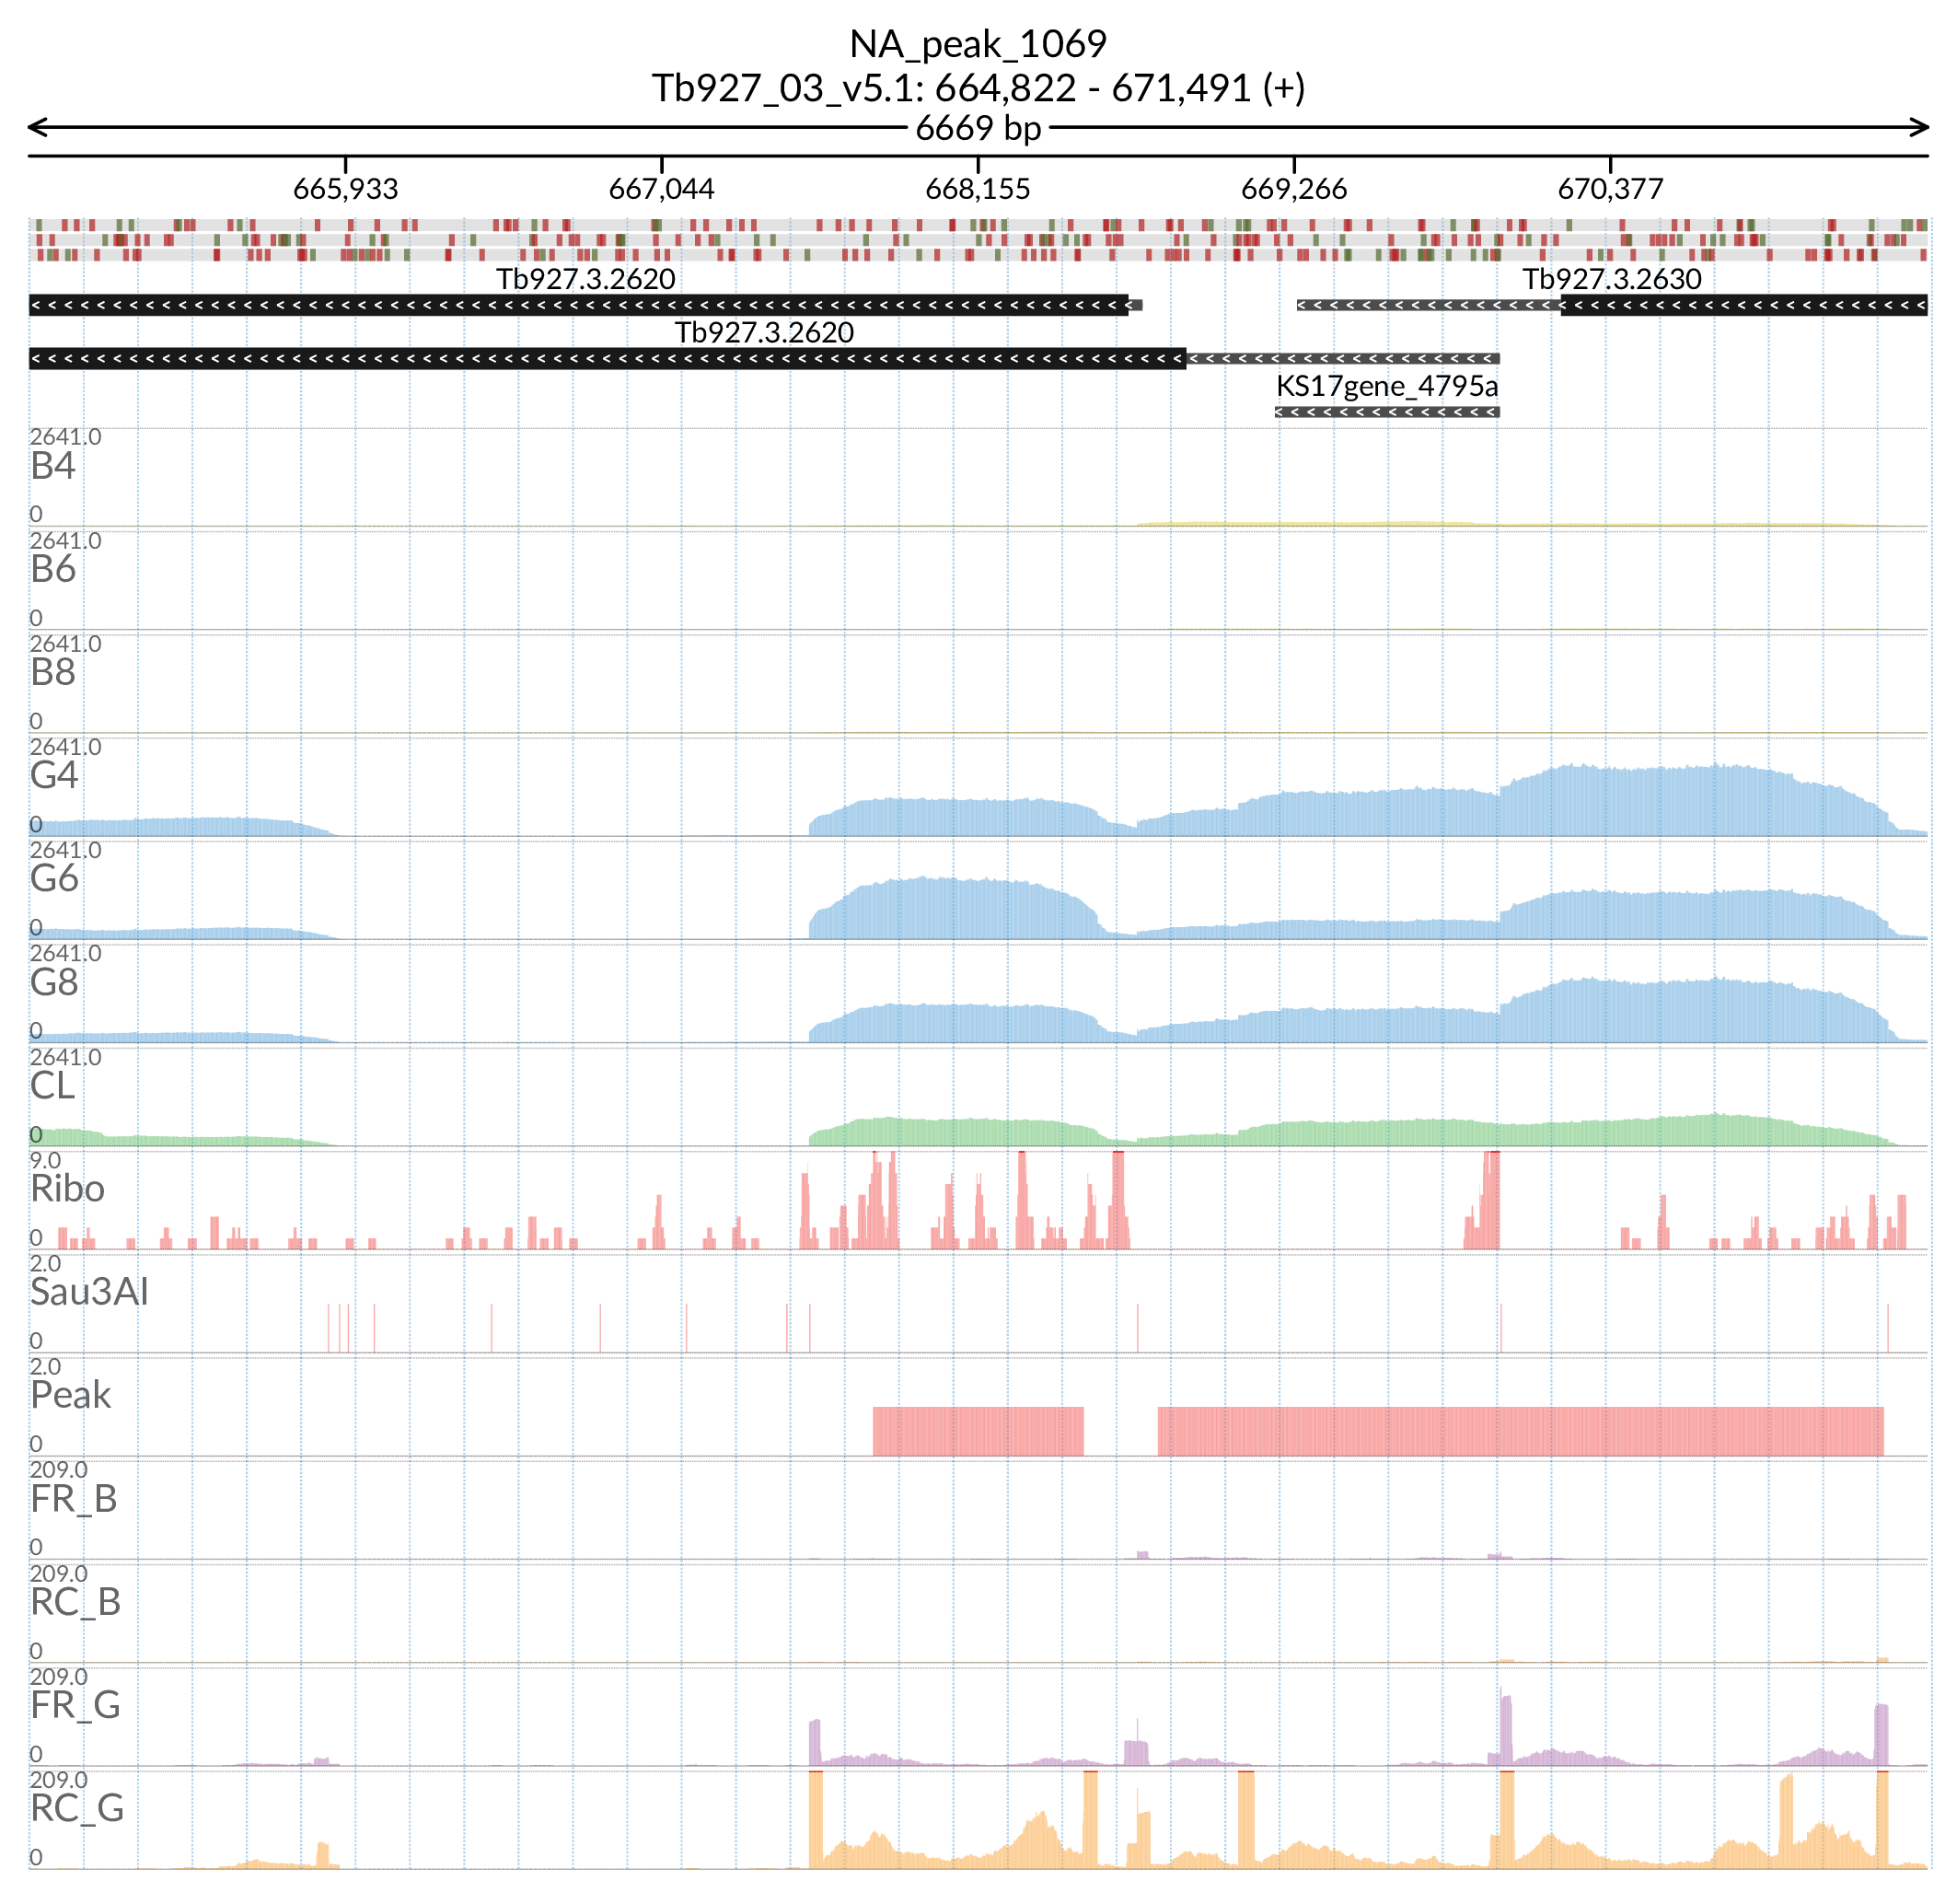 NA_peak_1069
Tb927_03_v5.1: 664,822 - 671,491 (+)
6669 bp
665,933 667,044 668,155 669,266 670,377
Tb927.3.2620 Tb927.3.2630
Tb927.3.2620
KS17gene_4795a
2641.0
B4
0
2641.0
B6
0
2641.0
B8
0
2641.0
G4
0
2641.0
G6
0
2641.0
G8
0
2641.0
CL
0
9.0
Ribo
0
2.0
Sau3AI
0
2.0
Peak
0
209.0
FR_B
0
209.0
RC_B
0
209.0
FR_G
0
209.0
RC_G
0